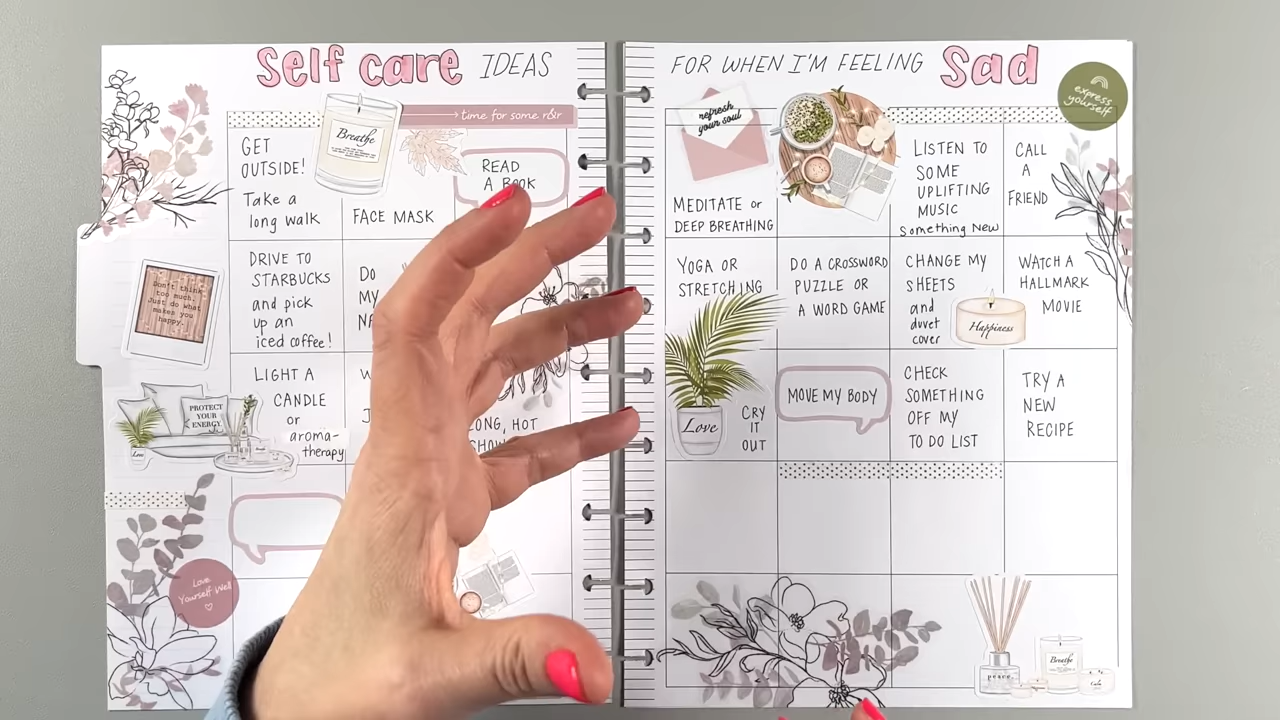 Self care IDEAS
FOR WHEN I'M FEELING Sad
express
yourself
Breathe
time for some r&r
refresh
your soul
GET
OUTSIDE!
Take a
long walk
FACE MASK
READ
A BOOK
MEDITATE or
DEEP BREATHING
LISTEN TO
SOME
UPLIFTING
MUSIC
Something New
CALL
A
FRIEND
Don't think
too much.
Just do what
makes you
happy.
DRIVE TO
STARBUCKS
and pick
up an
iced coffee!
DO
MY
YOGA OR
STRETCHING
DO A CROSSWORD
PUZZLE OR
A WORD GAME
CHANGE MY
SHEETS
and
duvet
cover
Happiness
WATCH A
HALLMARK
MOVIE
PROTECT
YOUR
ENERGY
Love
LIGHT A
CANDLE
or
aroma-
therapy
LONG, HOT
Love
CRY
IT
OUT
MOVE MY BODY
CHECK
SOMETHING
OFF MY
TO DO LIST
TRY A
NEW
RECIPE
Love
Yourself Well
peace
Breathe
Calm